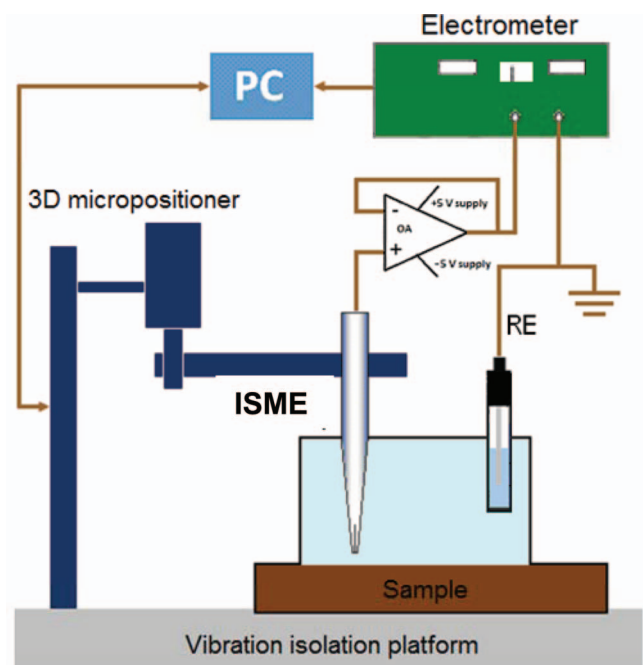 Electrometer
PC
3D micropositioner
+5 V supply
-
OA
+
−5 V supply
RE
ISME
Sample
Vibration isolation platform